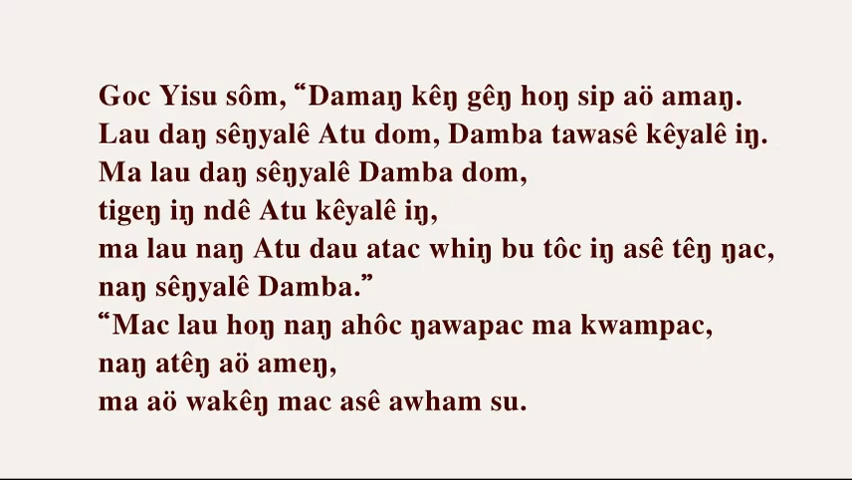 Goc Yisu sôm, “Damaŋ kêŋ gêŋ hoŋ sip aö amaŋ.
Lau daŋ sêŋyalê Atu dom, Damba tawasê kêyalê iŋ.
Ma lau daŋ sêŋyalê Damba dom,
tigeŋ iŋ ndê Atu kêyalê iŋ,
ma lau naŋ Atu dau atac whiŋ bu tôc iŋ asê têŋ ŋac,
naŋ sêŋyalê Damba.”
“Mac lau hoŋ naŋ ahôc ŋawapac ma kwampac,
naŋ atêŋ aö ameŋ,
ma aö wakêŋ mac asê awham su.